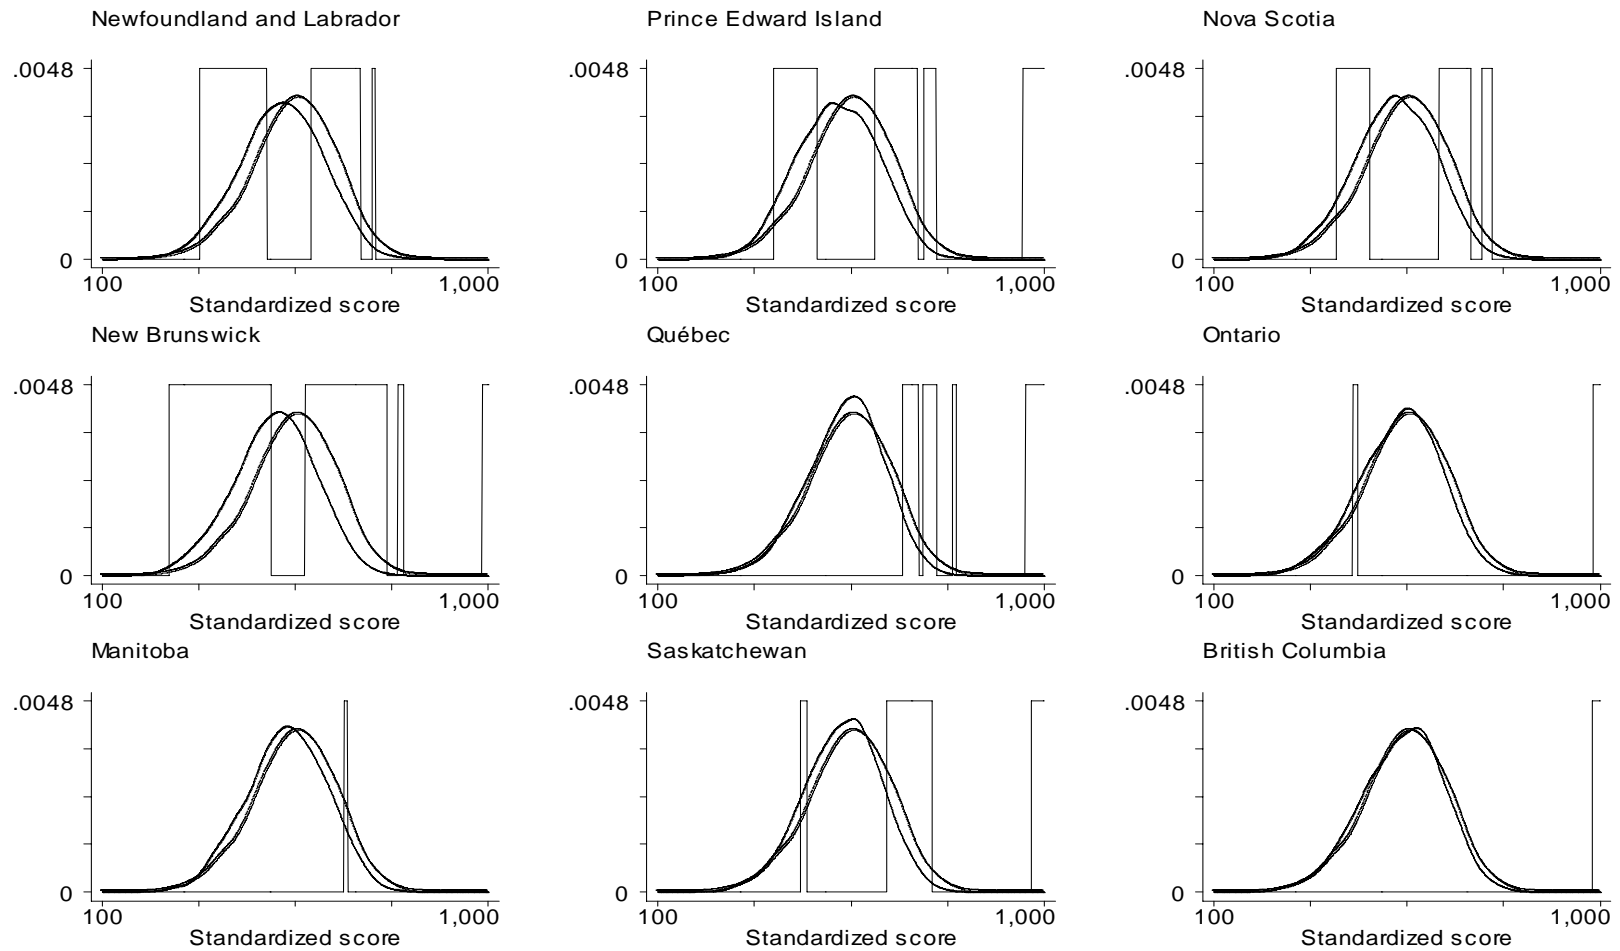 Newfoundland and Labrador
Prince Edward Island
Nova Scotia
.0048
.0048
.0048
0
0
0
100
1,000
100
1,000
100
1,000
Standardized score
Standardized score
Standardized score
New Brunswick
Québec
Ontario
.0048
.0048
.0048
0
0
0
100
1,000
100
1,000
100
1,000
Standardized score
Standardized score
Standardized score
Manitoba
Saskatchewan
British Columbia
.0048
.0048
.0048
0
0
0
100
1,000
100
1,000
100
1,000
Standardized score
Standardized score
Standardized score